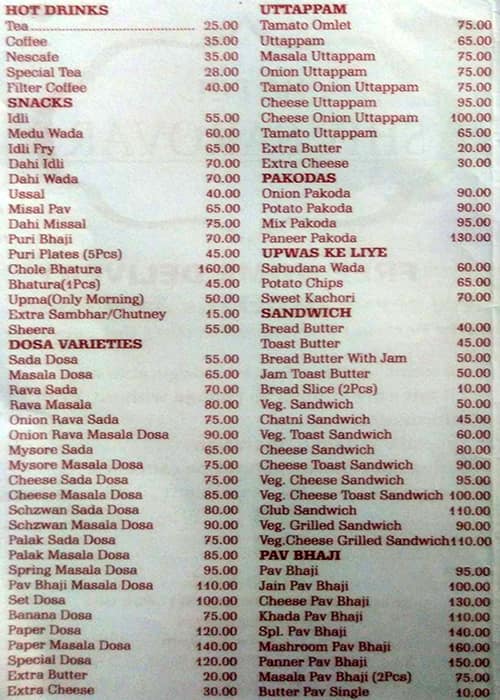 HOT DRINKS
Tea 25.00
Coffee 35.00
Nescafe 35.00
Special Tea 28.00
Filter Coffee 40.00
SNACKS
Idli 55.00
Medu Wada 60.00
Idli Fry 65.00
Dahi Idli 70.00
Dahi Wada 70.00
Ussal 40.00
Misal Pav 65.00
Dahi Missal 75.00
Puri Bhaji 70.00
Puri Plates (5Pcs) 45.00
Chole Bhatura 160.00
Bhatura(1Pcs) 45.00
Upma(Only Morning) 50.00
Extra Sambhar/Chutney 15.00
Sheera 55.00
DOSA VARIETIES
Sada Dosa 55.00
Masala Dosa 65.00
Rava Sada 70.00
Rava Masala 80.00
Onion Rava Sada 75.00
Onion Rava Masala Dosa 90.00
Mysore Sada 65.00
Mysore Masala Dosa 75.00
Cheese Sada Dosa 75.00
Cheese Masala Dosa 85.00
Schzwan Sada Dosa 80.00
Schzwan Masala Dosa 90.00
Palak Sada Dosa 75.00
Palak Masala Dosa 85.00
Spring Masala Dosa 95.00
Pav Bhaji Masala Dosa 110.00
Set Dosa 100.00
Banana Dosa 75.00
Paper Dosa 120.00
Paper Masala Dosa 140.00
Special Dosa 120.00
Extra Butter 20.00
Extra Cheese 30.00
UTTAPPAM
Tamato Omlet 75.00
Uttappam 65.00
Masala Uttappam 75.00
Onion Uttappam 75.00
Tamato Onion Uttappam 75.00
Cheese Uttappam 95.00
Cheese Onion Uttappam 100.00
Tamato Uttappam 65.00
Extra Butter 20.00
Extra Cheese 30.00
PAKODAS
Onion Pakoda 90.00
Potato Pakoda 90.00
Mix Pakoda 95.00
Paneer Pakoda 130.00
UPWAS KE LIYE
Sabudana Wada 60.00
Potato Chips 65.00
Sweet Kachori 70.00
SANDWICH
Bread Butter 40.00
Toast Butter 45.00
Bread Butter With Jam 50.00
Jam Toast Butter 50.00
Bread Slice (2Pcs) 10.00
Veg. Sandwich 50.00
Chatni Sandwich 45.00
Veg. Toast Sandwich 60.00
Cheese Sandwich 80.00
Cheese Toast Sandwich 90.00
Veg. Cheese Sandwich 95.00
Veg. Cheese Toast Sandwich 100.00
Club Sandwich 110.00
Veg. Grilled Sandwich 90.00
Veg.Cheese Grilled Sandwich110.00
PAV BHAJI
Pav Bhaji 95.00
Jain Pav Bhaji 100.00
Cheese Pav Bhaji 130.00
Khada Pav Bhaji 110.00
Spl. Pav Bhaji 140.00
Mashroom Pav Bhaji 160.00
Panner Pav Bhaji 150.00
Masala Pav Bhaji (2Pcs) 75.00
Butter Pav Single 10.00